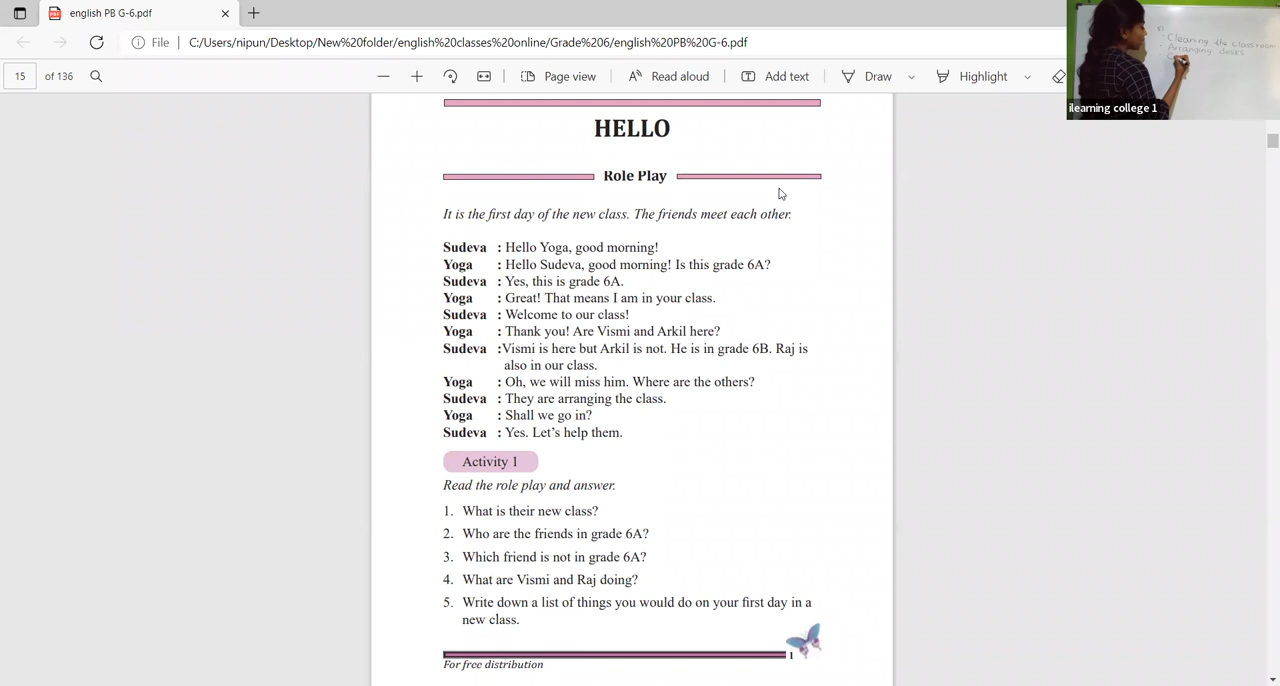 english PB G-6.pdf
File C:/Users/nipun/Desktop/New%20folder/english%20classes%20online/Grade%206/english%20PB%20G-6.pdf
15 of 136 Page view Read aloud Add text Draw Highlight
Cleaning the classroom
Arranging desks
ilearning college 1
HELLO
Role Play
It is the first day of the new class. The friends meet each other.
Sudeva : Hello Yoga, good morning!
Yoga : Hello Sudeva, good morning! Is this grade 6A?
Sudeva : Yes, this is grade 6A.
Yoga : Great! That means I am in your class.
Sudeva : Welcome to our class!
Yoga : Thank you! Are Vismi and Arkil here?
Sudeva :Vismi is here but Arkil is not. He is in grade 6B. Raj is
also in our class.
Yoga : Oh, we will miss him. Where are the others?
Sudeva : They are arranging the class.
Yoga : Shall we go in?
Sudeva : Yes. Let's help them.
Activity 1
Read the role play and answer.
1. What is their new class?
2. Who are the friends in grade 6A?
3. Which friend is not in grade 6A?
4. What are Vismi and Raj doing?
5. Write down a list of things you would do on your first day in a
new class.
1
For free distribution